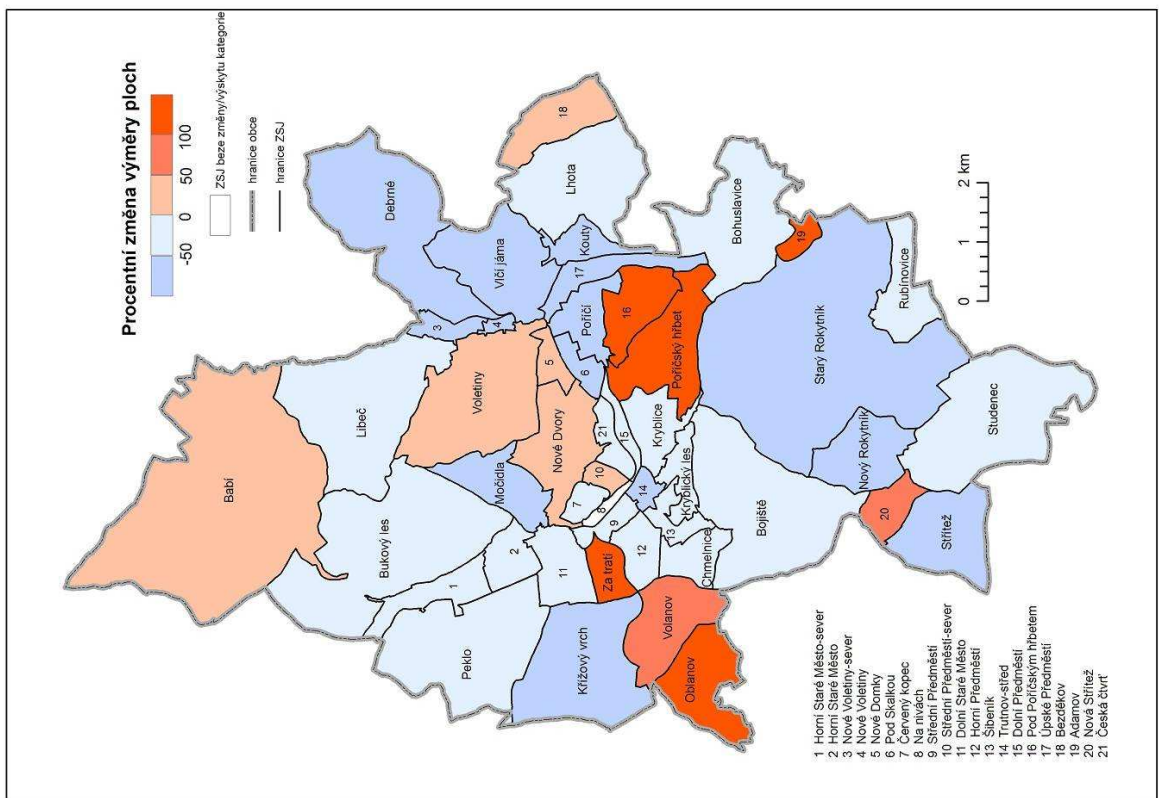 Procentní změna výměry ploch
-50
0
50
100
ZSJ beze změny/výskytu kategorie
hranice obce
hranice ZSJ
Babí
Libeč
Bukový les
Voletiny
Močidla
Nové Dvory
Peklo
Křížový vrch
Za tratí
Volanov
Oblanov
Chmelnice
Kryblický les
Kryblice
Bojiště
Poříčí
Poříčský hřbet
Debrné
Vlčí jáma
Kouty
Lhota
Bohuslavice
Starý Rokytník
Rubínovice
Nový Rokytník
Studenec
Střítež
1
2
3
4
5
6
7
8
9
10
11
12
13
14
15
16
17
18
19
20
21
0 1 2 km
1 Horní Staré Město-sever
2 Horní Staré Město
3 Nové Voletiny-sever
4 Nové Voletiny
5 Nové Domky
6 Pod Skalkou
7 Červený kopec
8 Na nivách
9 Střední Předměstí
10 Střední Předměstí-sever
11 Dolní Staré Město
12 Horní Předměstí
13 Šibeník
14 Trutnov-střed
15 Dolní Předměstí
16 Pod Poříčským hřbetem
17 Úpské Předměstí
18 Bezděkov
19 Adamov
20 Nová Střítež
21 Česká čtvrť